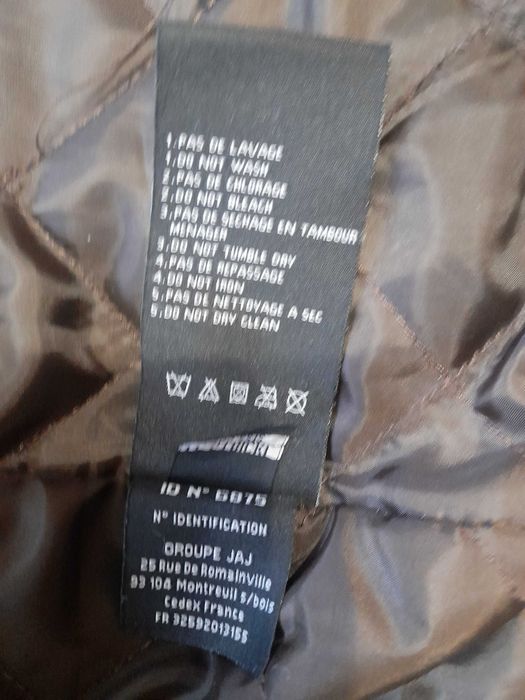 1.PAS DE LAVAGE
1.DO NOT WASH
2.PAS DE CHLORAGE
2.DO NOT BLEACH
3.PAS DE SECHAGE EN TAMBOUR
MENAGER
3.DO NOT TUMBLE DRY
4.PAS DE REPASSAGE
4.DO NOT IRON
5.PAS DE NETTOYAGE A SEC
5.DO NOT DRY CLEAN
ID N° 6975
N° IDENTIFICATION
GROUPE JAJ
25 Rue De Romainville
93 104 Montreuil s/bois
Cedex France
FR 32592013155